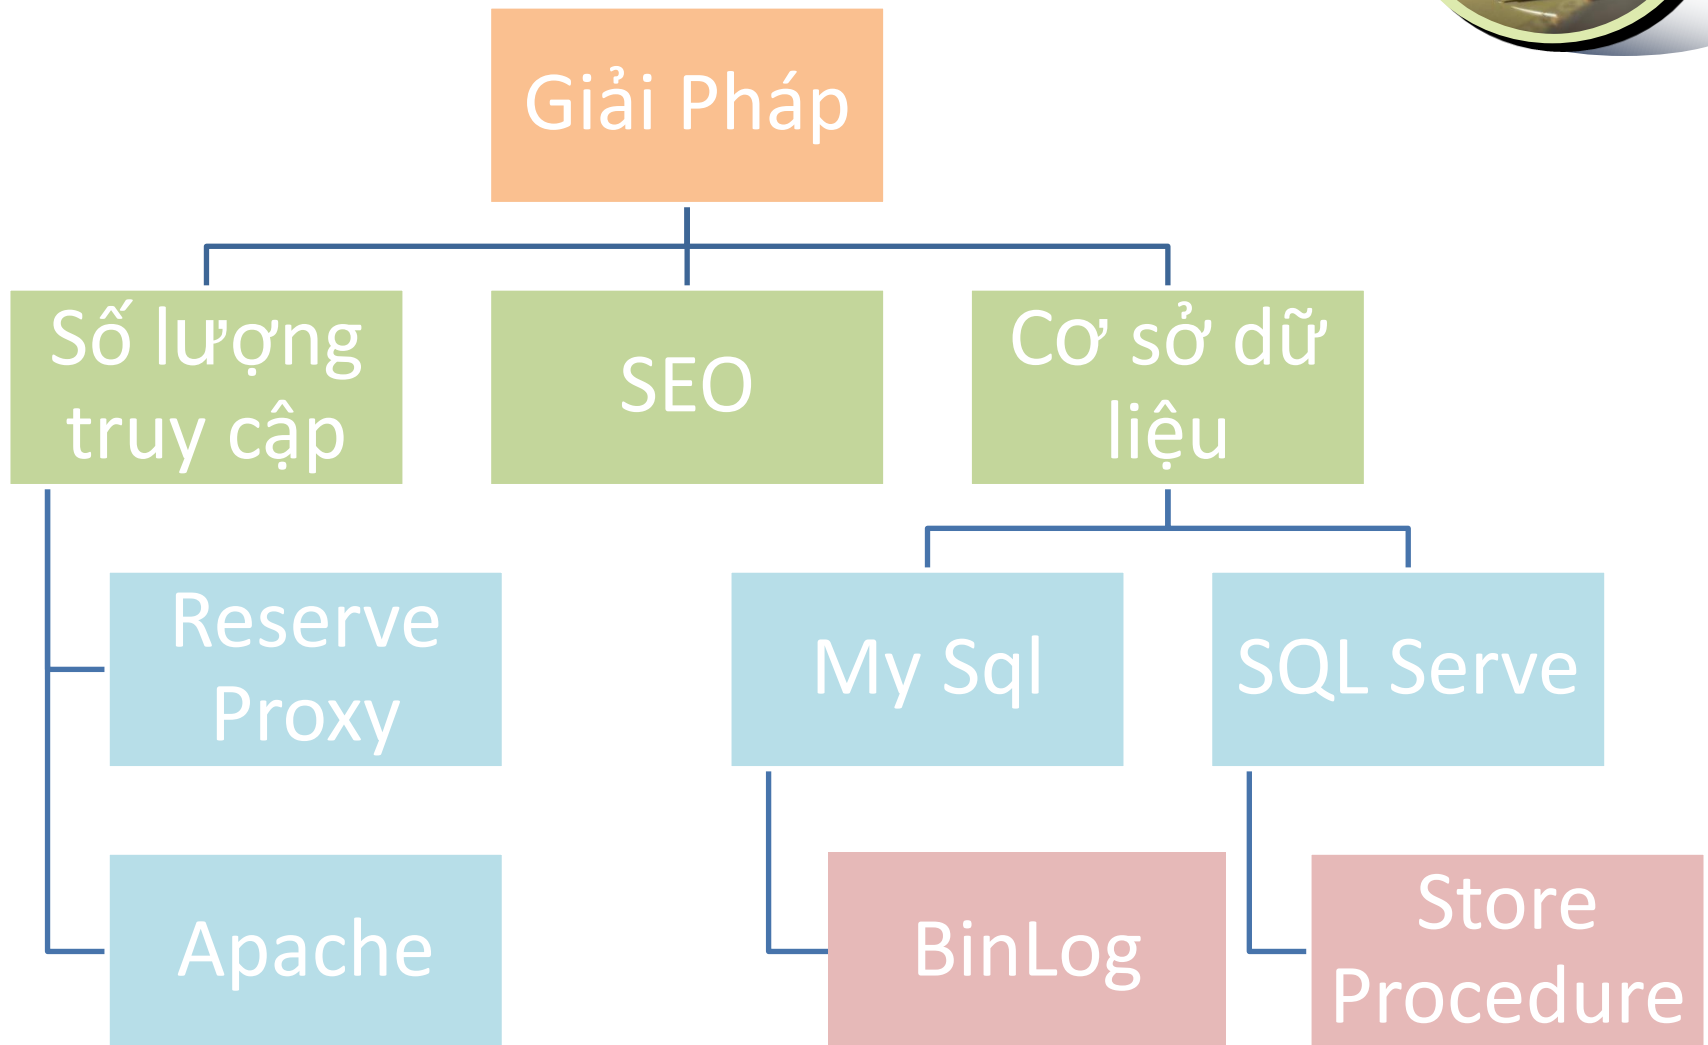 Giải Pháp
Số lượng
truy cập
SEO
Cơ sở dữ
liệu
Reserve
Proxy
My Sql
SQL Serve
Apache
BinLog
Store
Procedure